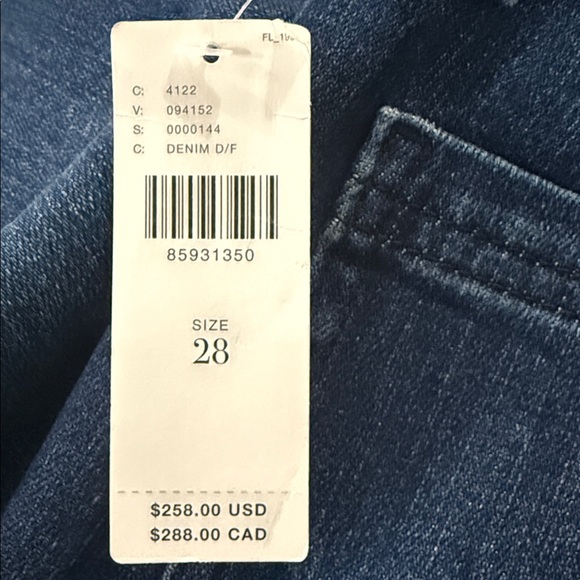 C: 4122
V: 094152
S: 0000144
C: DENIM D/F
85931350
SIZE
28
$258.00 USD
$288.00 CAD